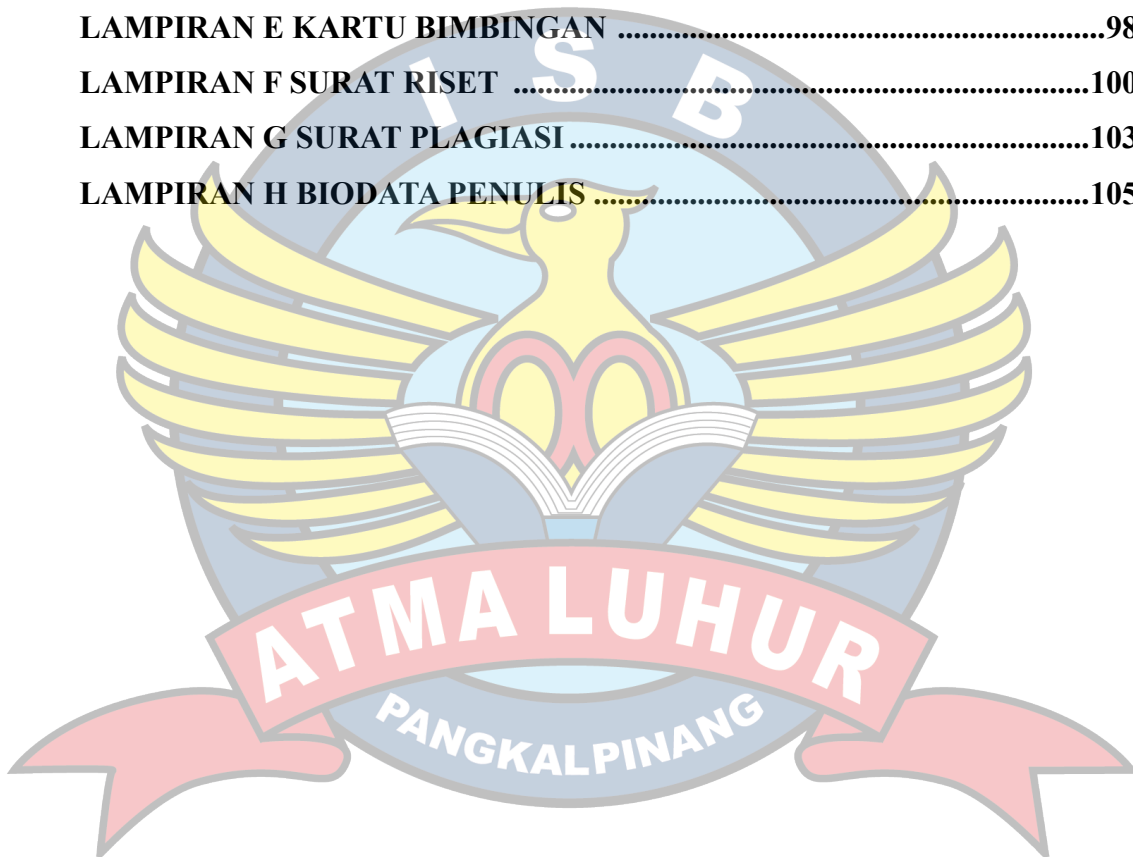 LAMPIRAN E KARTU BIMBINGAN ............................................................98
LAMPIRAN F SURAT RISET ......................................................................100
LAMPIRAN G SURAT PLAGIASI ...............................................................103
LAMPIRAN H BIODATA PENULIS ............................................................105
I S B
ATMA LUHUR
PANGKALPINANG